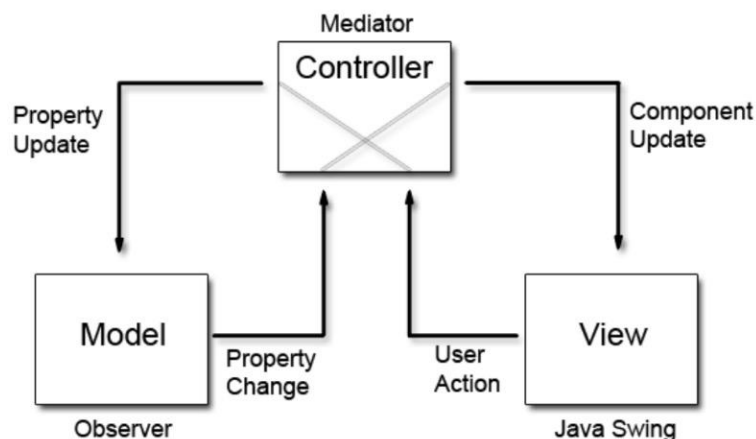 Mediator
Controller
Property
Update
Component
Update
Model
View
Property
Change
User
Action
Observer
Java Swing